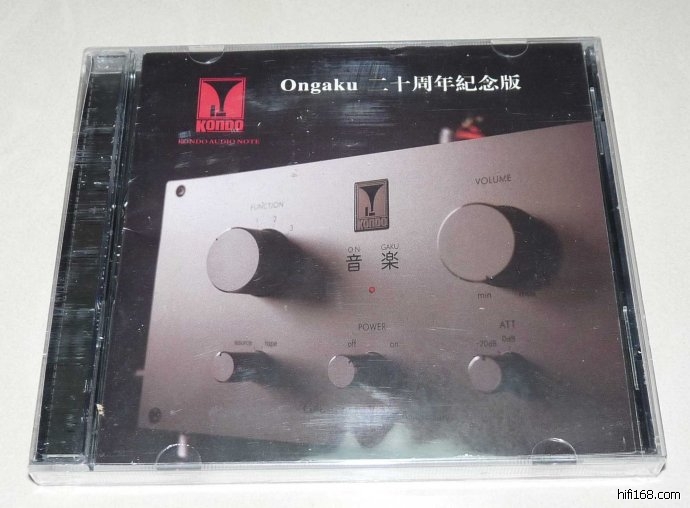 Ongaku 二十周年紀念版
KONDO
KONDO AUDIO NOTE
FUNCTION
1 2 3
VOLUME
KONDO
ON GAKU
音 楽
min
POWER
ATT
source tape
off on
-20dB 0dB
hifi168.com